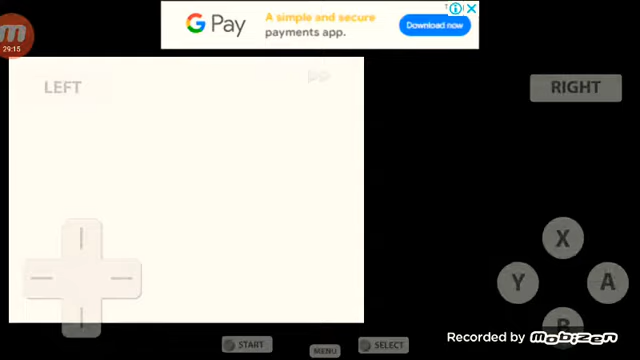 G Pay
A simple and secure
payments app.
Download now
29:15
LEFT
RIGHT
X
Y
A
B
START
MENU
SELECT
Recorded by mobizen